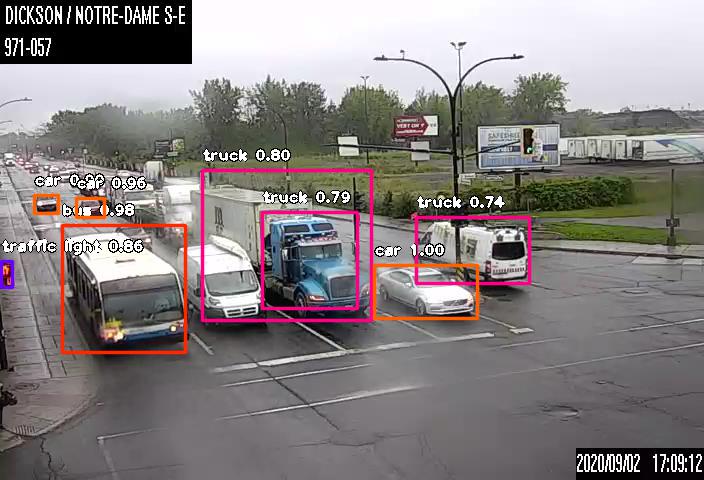 DICKSON / NOTRE-DAME S-E
971-057
truck 0.80
car 0.96
truck 0.79
truck 0.74
bus 0.98
traffic light 0.86
car 1.00
2020/09/02 17:09:12